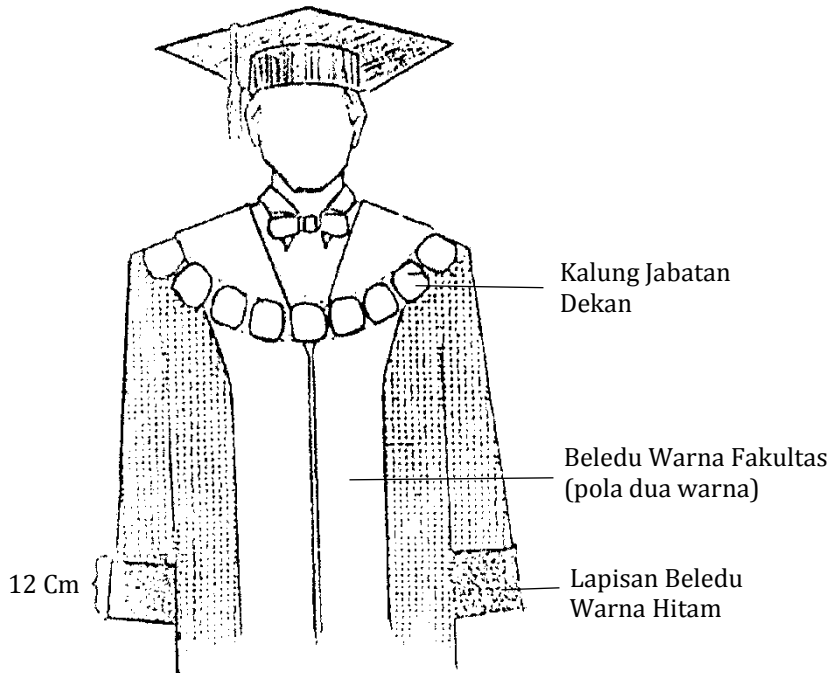 Kalung Jabatan
Dekan
Beledu Warna Fakultas
(pola dua warna)
12 Cm
Lapisan Beledu
Warna Hitam